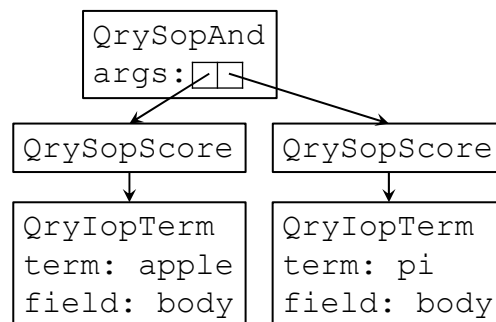 QrySopAnd
args:
QrySopScore
QrySopScore
QryIopTerm
term: apple
field: body
QryIopTerm
term: pi
field: body